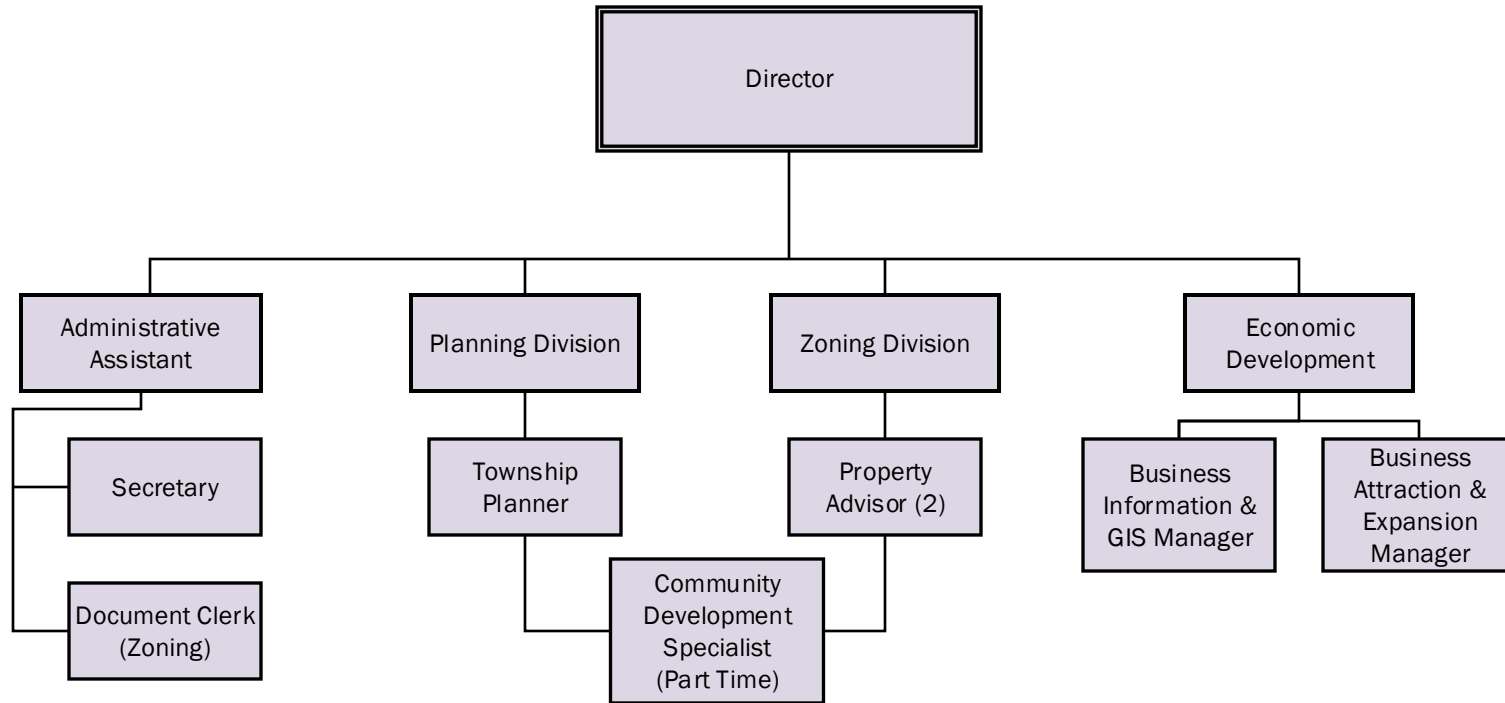 Director
Administrative
Assistant
Planning Division
Zoning Division
Economic
Development
Secretary
Township
Planner
Property
Advisor (2)
Business
Information &
GIS Manager
Business
Attraction &
Expansion
Manager
Document Clerk
(Zoning)
Community
Development
Specialist
(Part Time)